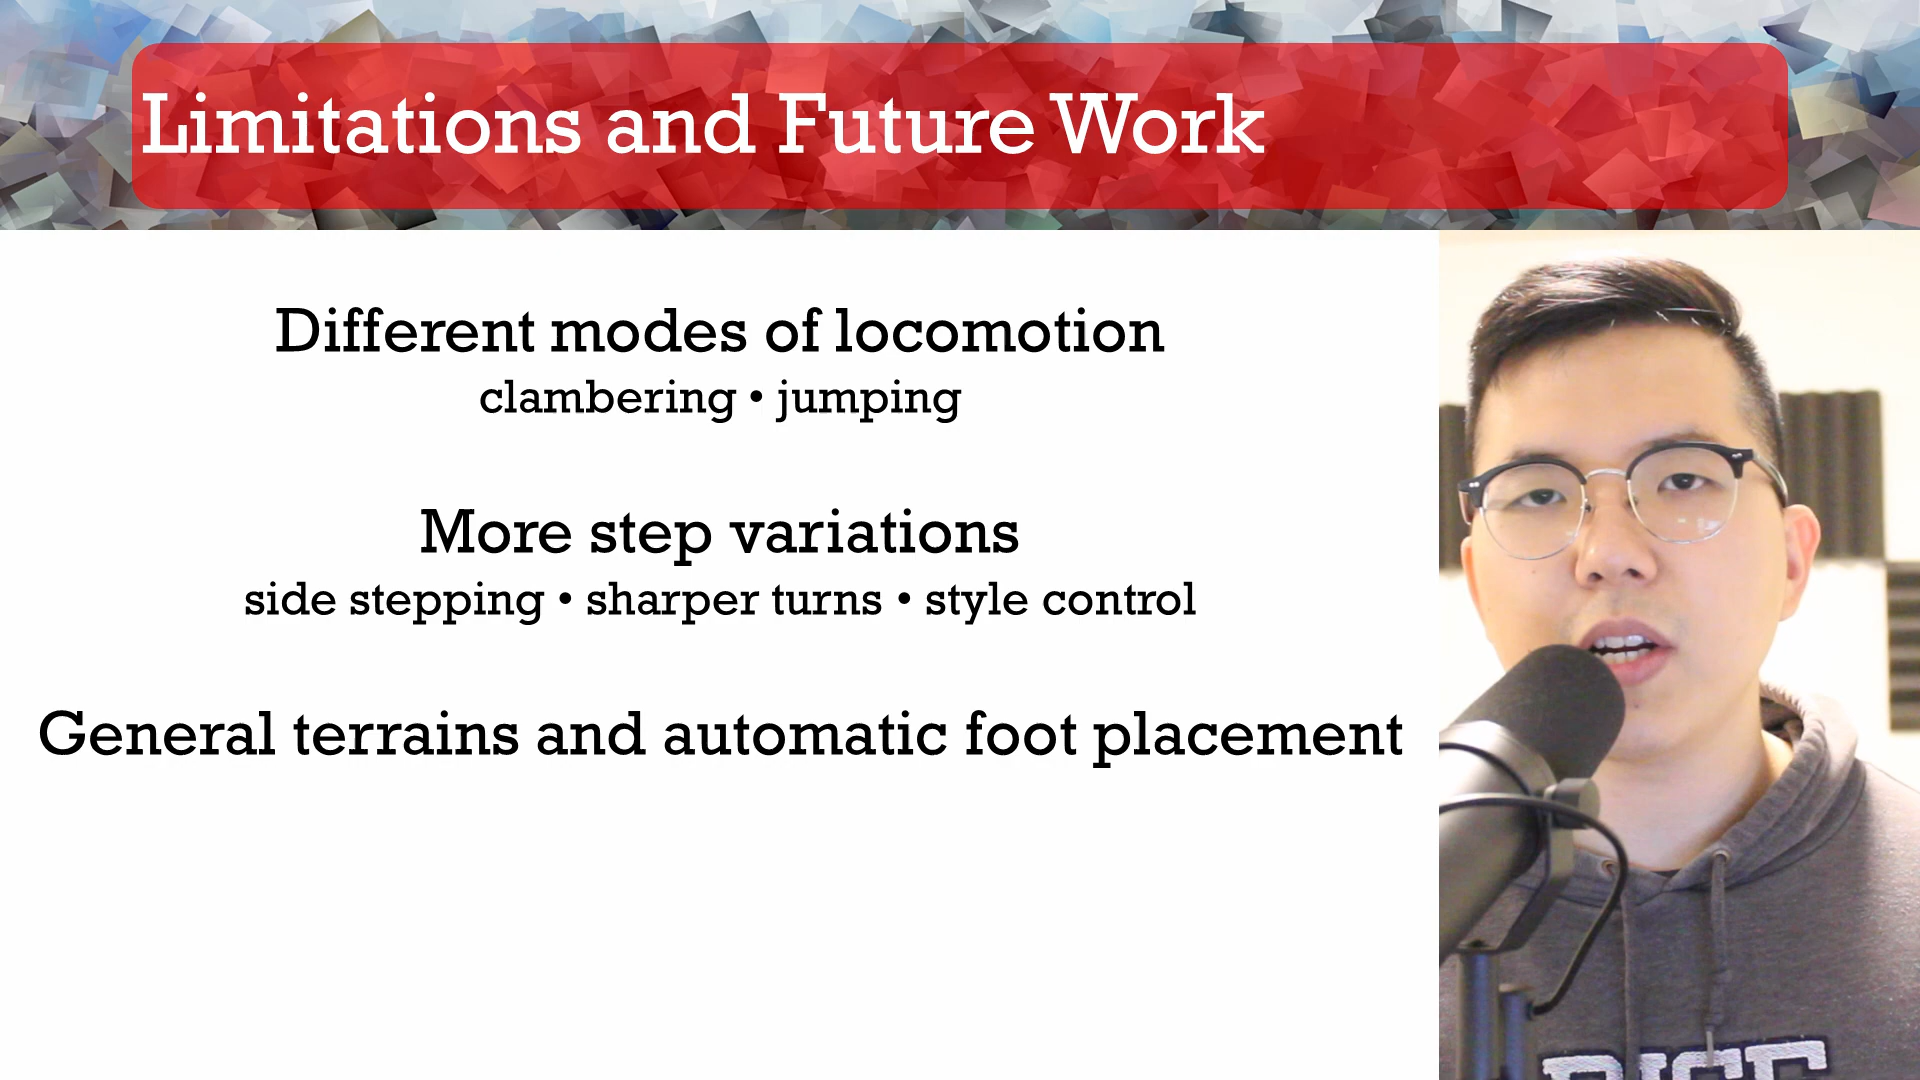 Limitations and Future Work
Different modes of locomotion
clambering • jumping
More step variations
side stepping • sharper turns • style control
General terrains and automatic foot placement